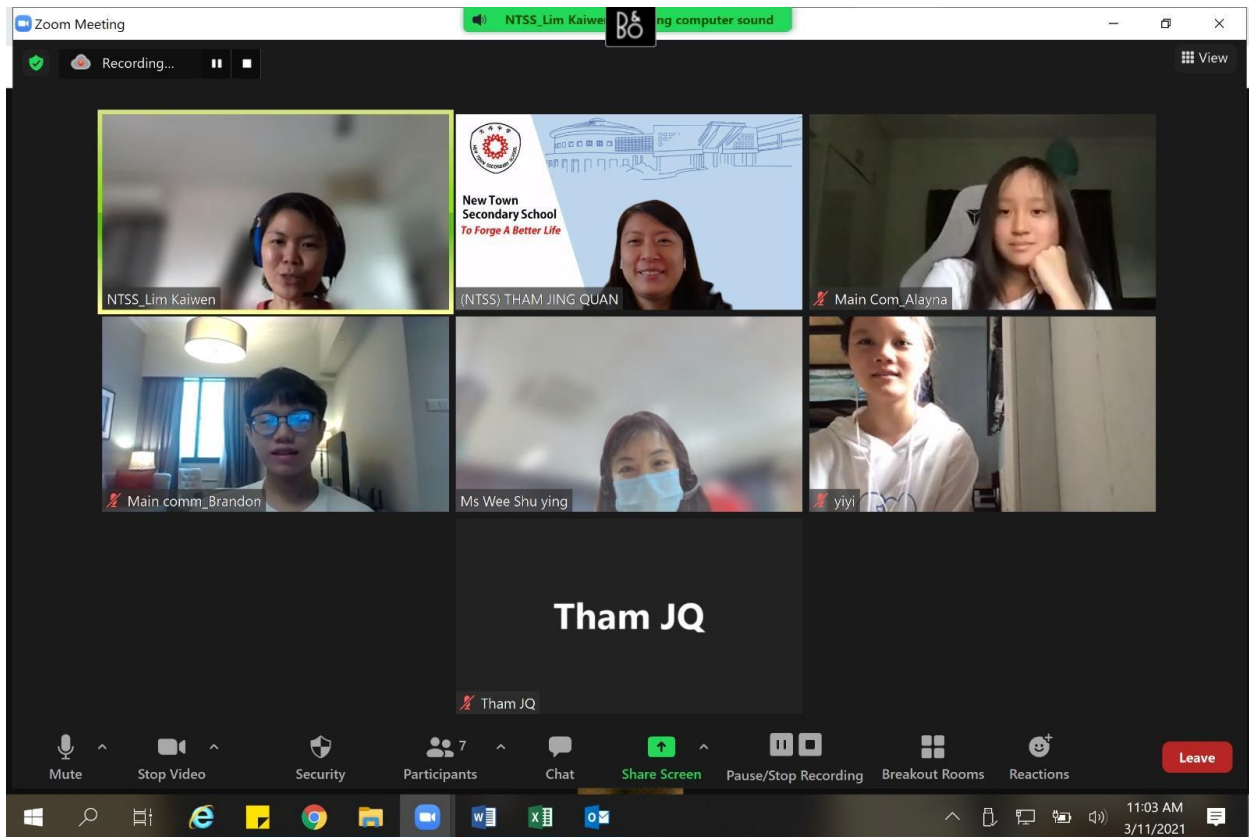 Zoom Meeting
NTSS_Lim Kaiwe
ng computer sound
B&O
Recording...
View
New Town
Secondary School
To Forge A Better Life
NTSS_Lim Kaiwen
(NTSS) THAM JING QUAN
Main Com_Alayna
Main comm_Brandon
Ms Wee Shu ying
yiyi
Tham JQ
Tham JQ
7
Mute
Stop Video
Security
Participants
Chat
Share Screen
Pause/Stop Recording
Breakout Rooms
Reactions
Leave
11:03 AM
3/11/2021